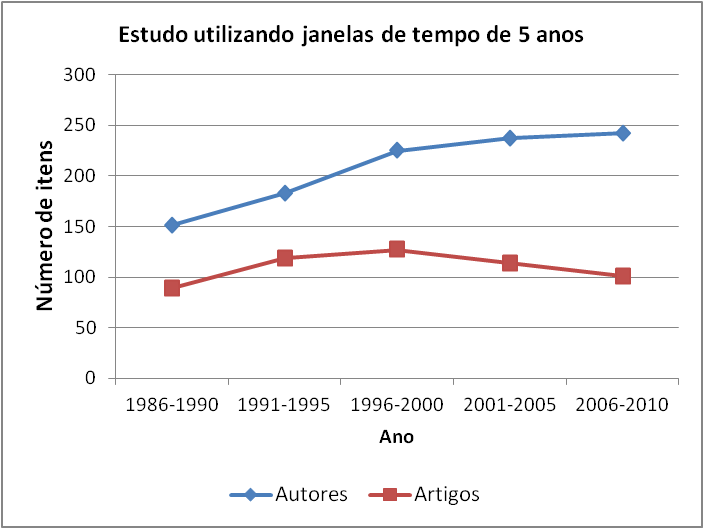 Estudo utilizando janelas de tempo de 5 anos
300
250
200
150
100
50
0
Número de itens
1986-1990 1991-1995 1996-2000 2001-2005 2006-2010
Ano
Autores Artigos